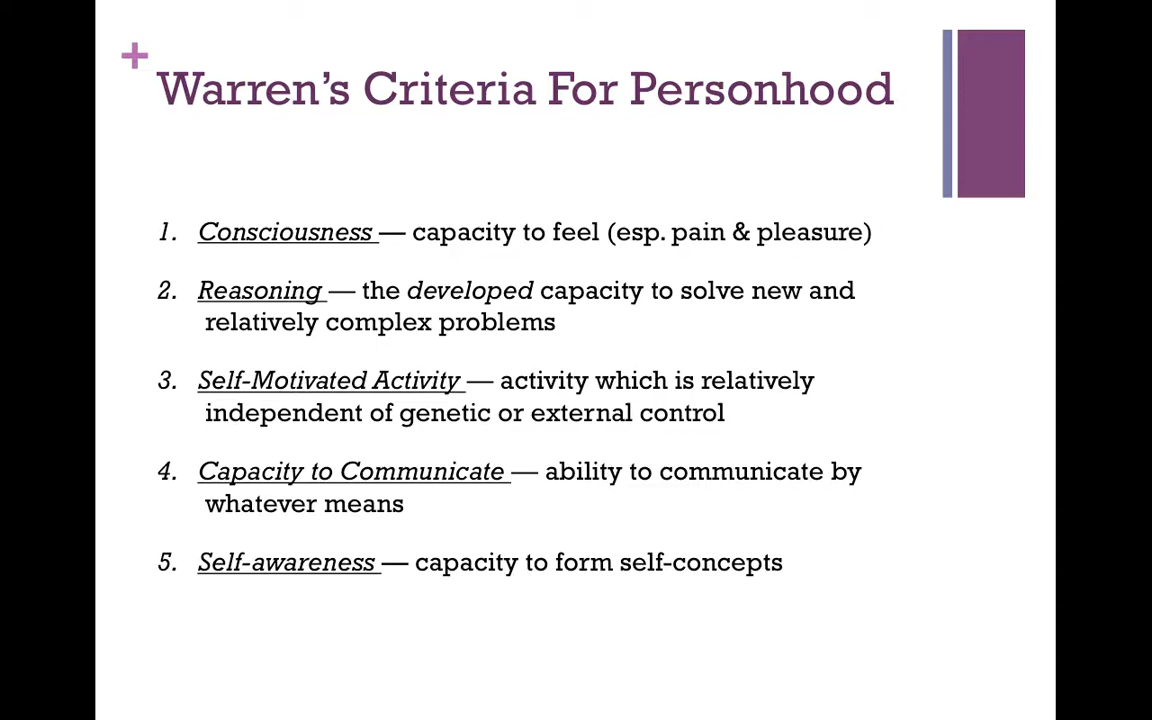 +
Warren’s Criteria For Personhood
1. Consciousness — capacity to feel (esp. pain & pleasure)
2. Reasoning — the developed capacity to solve new and
relatively complex problems
3. Self-Motivated Activity — activity which is relatively
independent of genetic or external control
4. Capacity to Communicate — ability to communicate by
whatever means
5. Self-awareness — capacity to form self-concepts